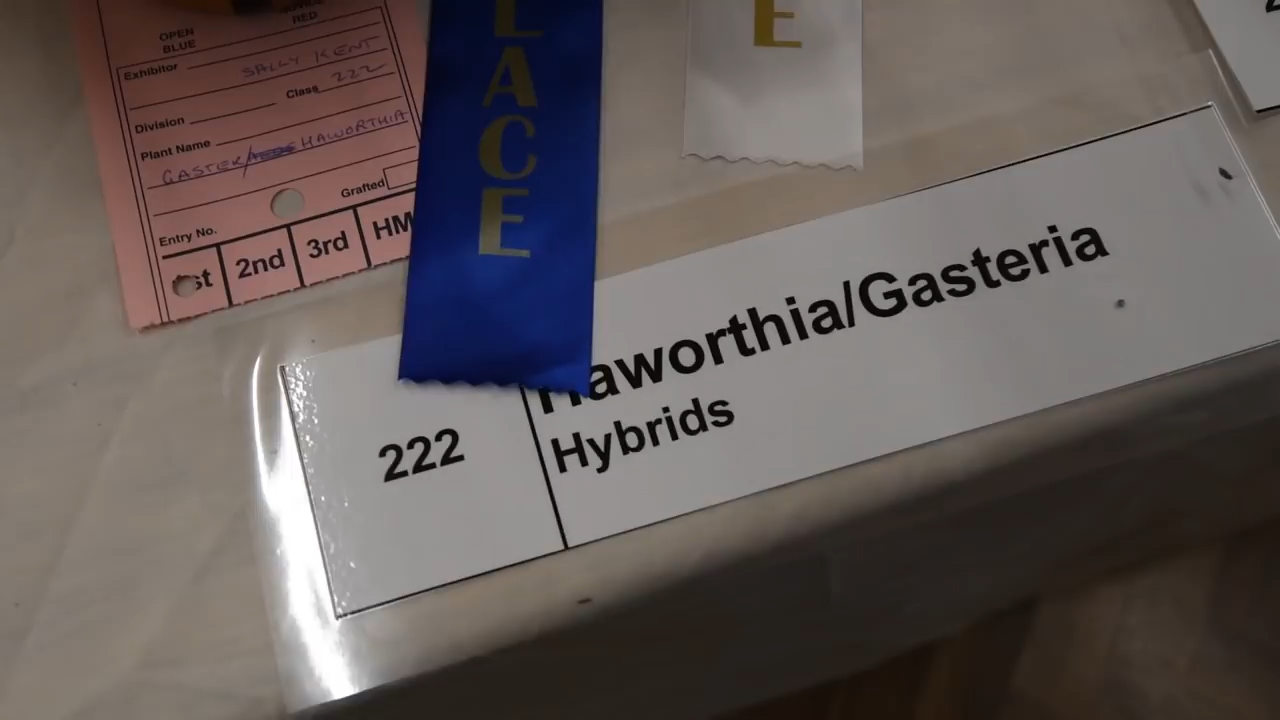 OPEN
BLUE
RED
Exhibitor SALLY KENT
Class 222
Division
Plant Name
GASTER HAWORTHIA
Grafted
Entry No.
1st 2nd 3rd HM
LACE
E
Haworthia/Gasteria
222 Hybrids